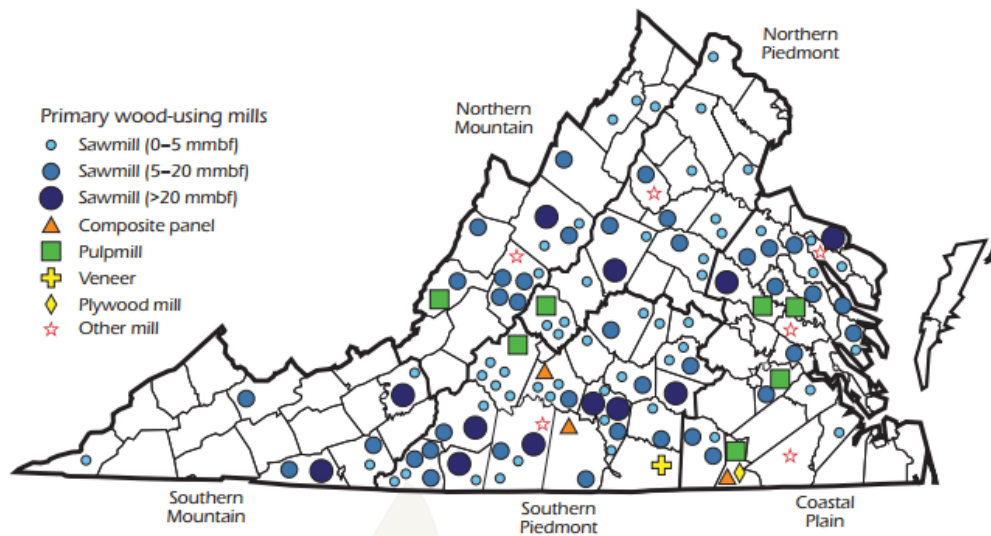 Northern
Piedmont
Northern
Mountain
Primary wood-using mills
Sawmill (0–5 mmbf)
Sawmill (5–20 mmbf)
Sawmill (>20 mmbf)
Composite panel
Pulpmill
Veneer
Plywood mill
Other mill
Southern
Mountain
Southern
Piedmont
Coastal
Plain